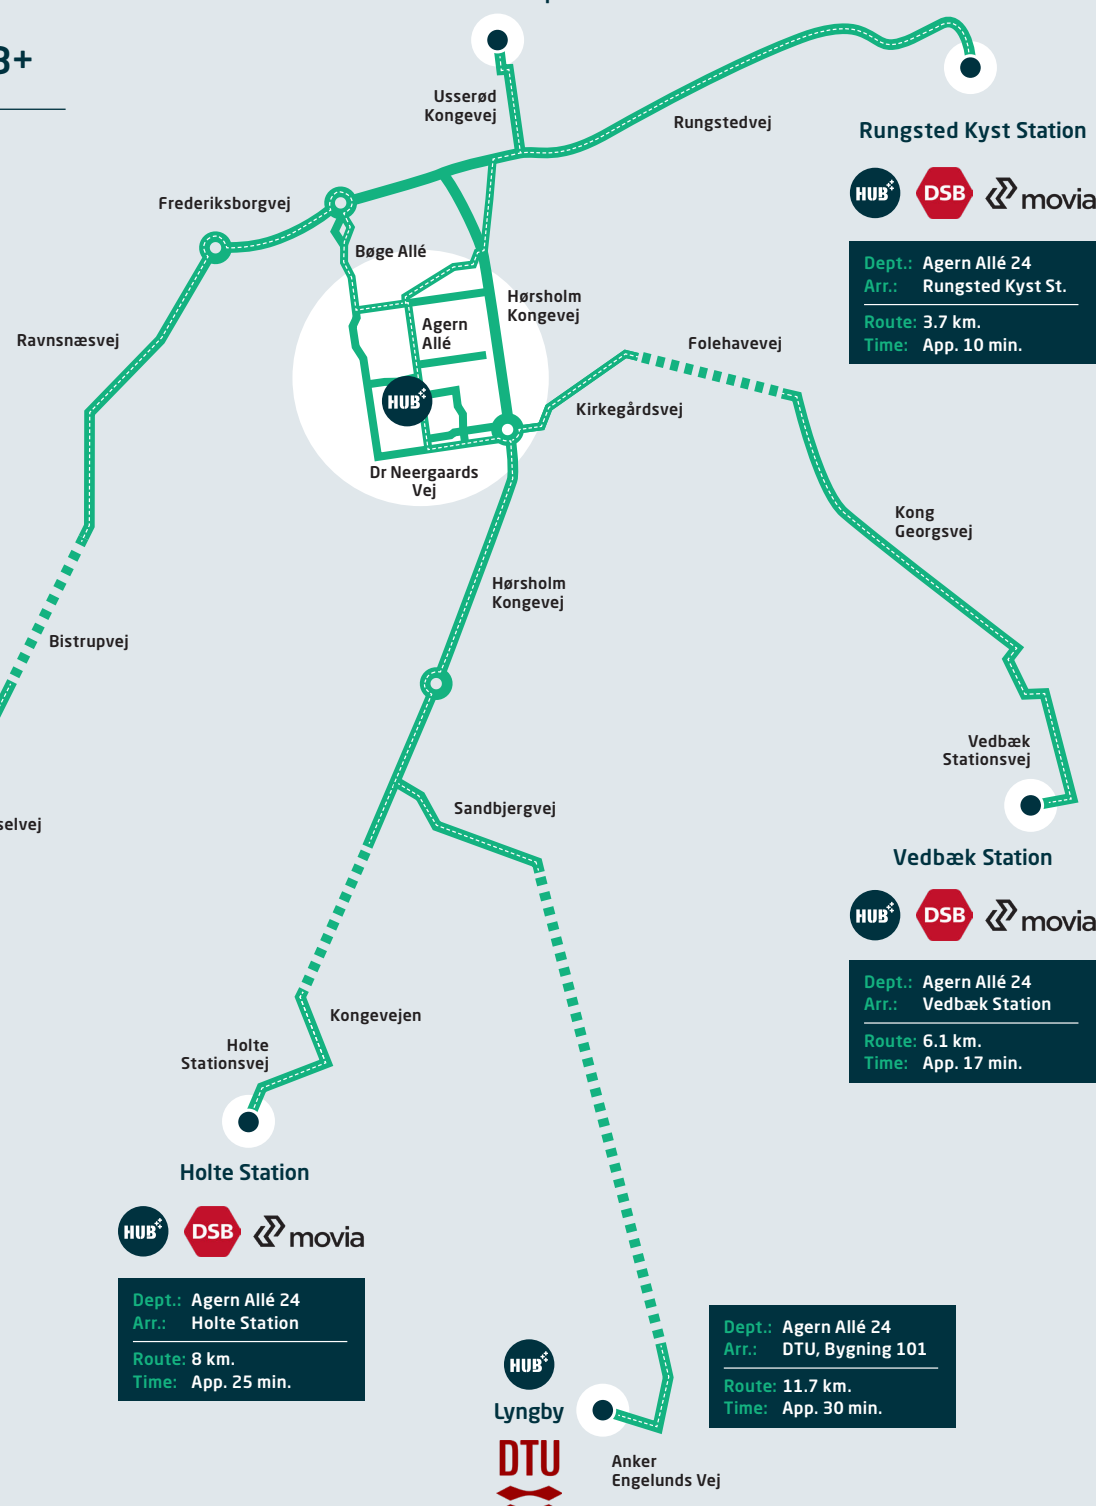 Usserød
Kongevej
Rungstedvej
Rungsted Kyst Station
HUB
DSB
movia
Dept.: Agern Allé 24
Arr.: Rungsted Kyst St.
Route: 3.7 km.
Time: App. 10 min.
Frederiksborgvej
Bøge Allé
Hørsholm
Kongevej
Agern
Allé
Ravnsnæsvej
Folehavevej
HUB
Kirkegårdsvej
Dr Neergaards
Vej
Kong
Georgsvej
Hørsholm
Kongevej
Bistrupvej
Vedbæk
Stationsvej
Sandbjergvej
selvej
Vedbæk Station
HUB
DSB
movia
Dept.: Agern Allé 24
Arr.: Vedbæk Station
Route: 6.1 km.
Time: App. 17 min.
Kongevejen
Holte
Stationsvej
Holte Station
HUB
DSB
movia
Dept.: Agern Allé 24
Arr.: Holte Station
Route: 8 km.
Time: App. 25 min.
Dept.: Agern Allé 24
Arr.: DTU, Bygning 101
Route: 11.7 km.
Time: App. 30 min.
HUB
Lyngby
DTU
Anker
Engelunds Vej